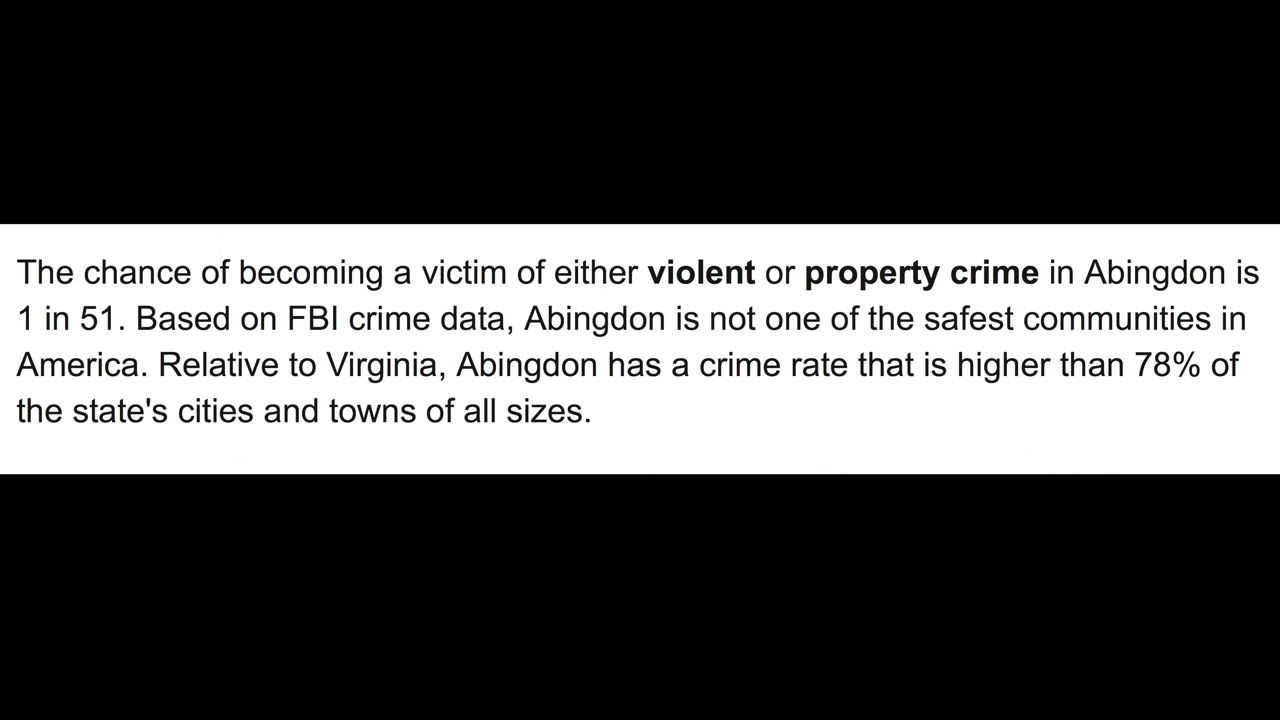 The chance of becoming a victim of either violent or property crime in Abingdon is
1 in 51. Based on FBI crime data, Abingdon is not one of the safest communities in
America. Relative to Virginia, Abingdon has a crime rate that is higher than 78% of
the state's cities and towns of all sizes.